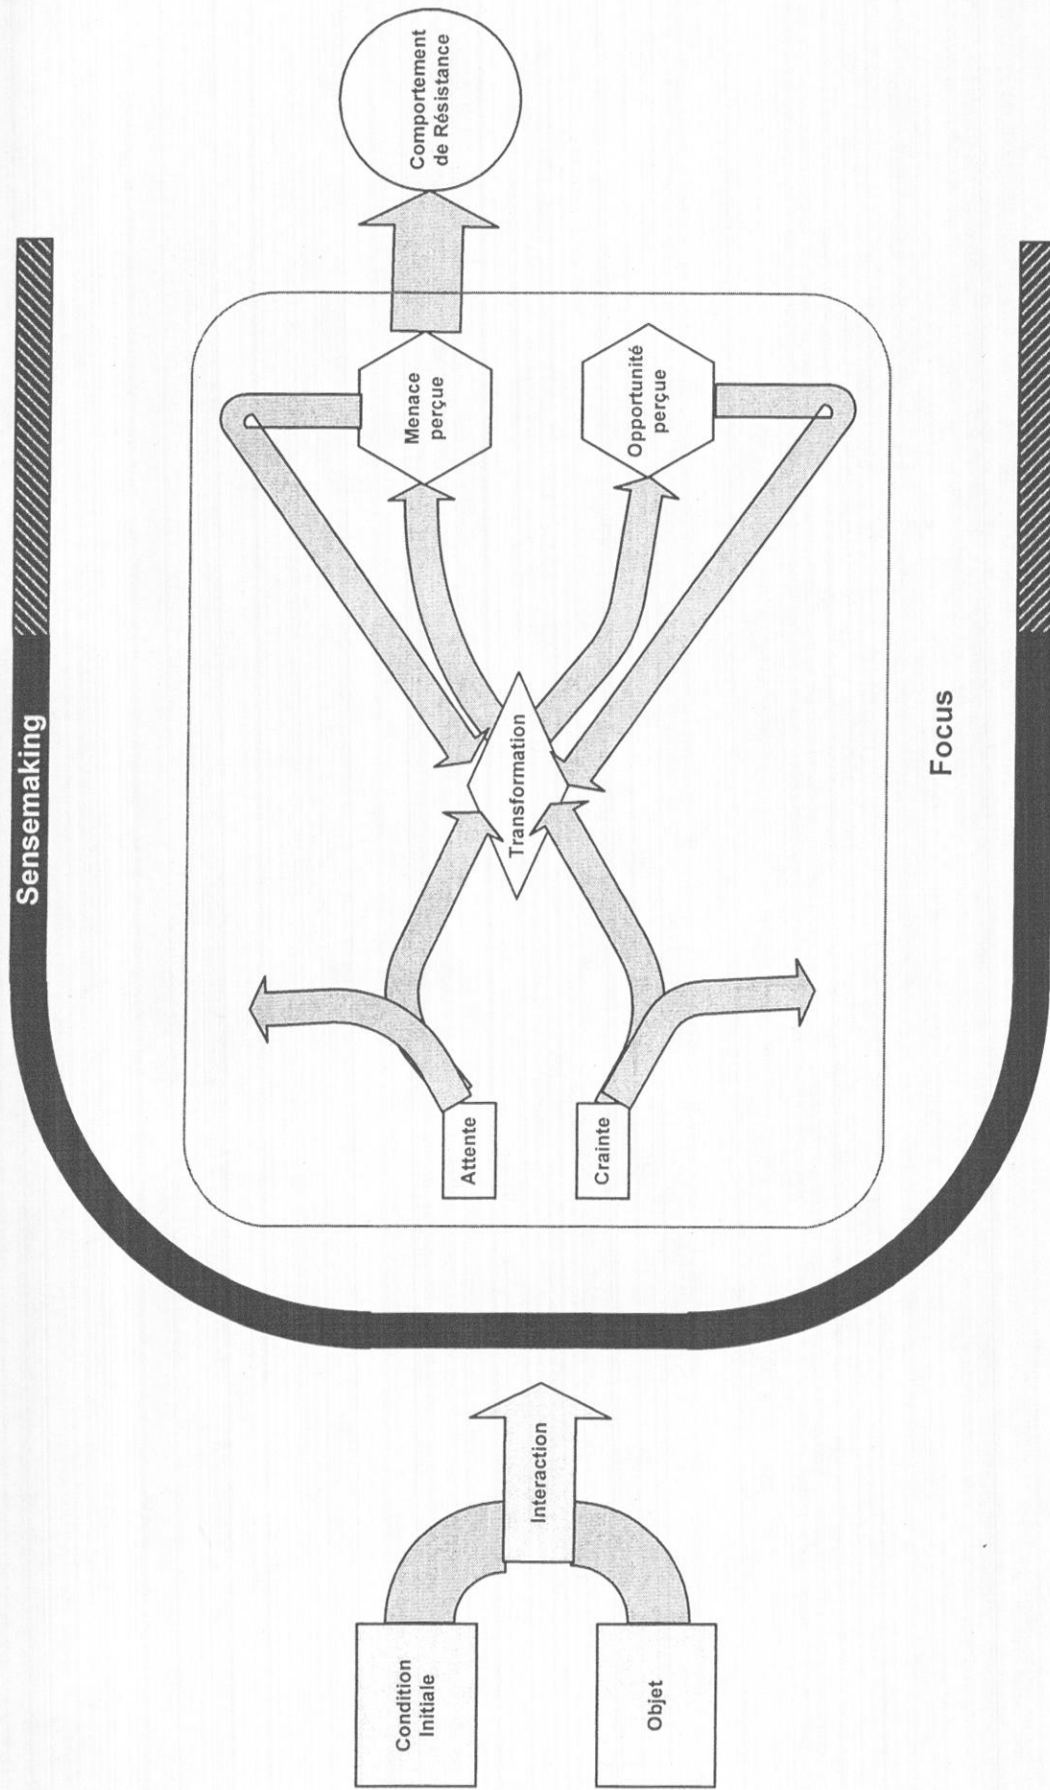 Sensemaking
Condition
Initiale
Objet
Interaction
Attente
Crainte
Transformation
Menace
perçue
Opportunité
perçue
Comportement
de Résistance
Focus